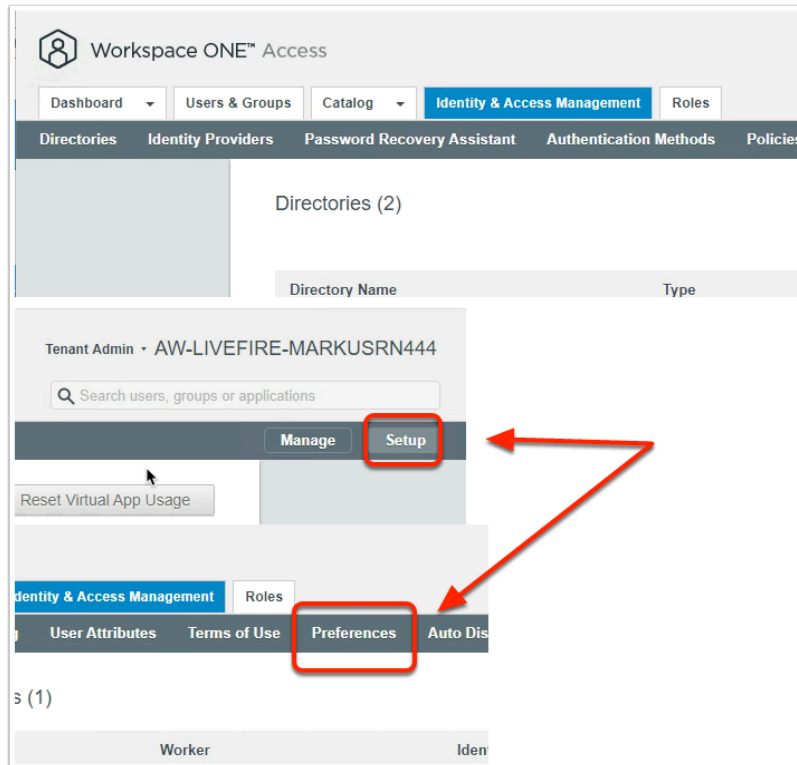 Workspace ONE™ Access
Dashboard Users & Groups Catalog Identity & Access Management Roles
Directories Identity Providers Password Recovery Assistant Authentication Methods Policies
Directories (2)
Directory Name Type
Tenant Admin AW-LIVEFIRE-MARKUSRN444
Search users, groups or applications
Manage Setup
Reset Virtual App Usage
dentity & Access Management Roles
g User Attributes Terms of Use Preferences Auto Dis
s (1)
Worker Iden